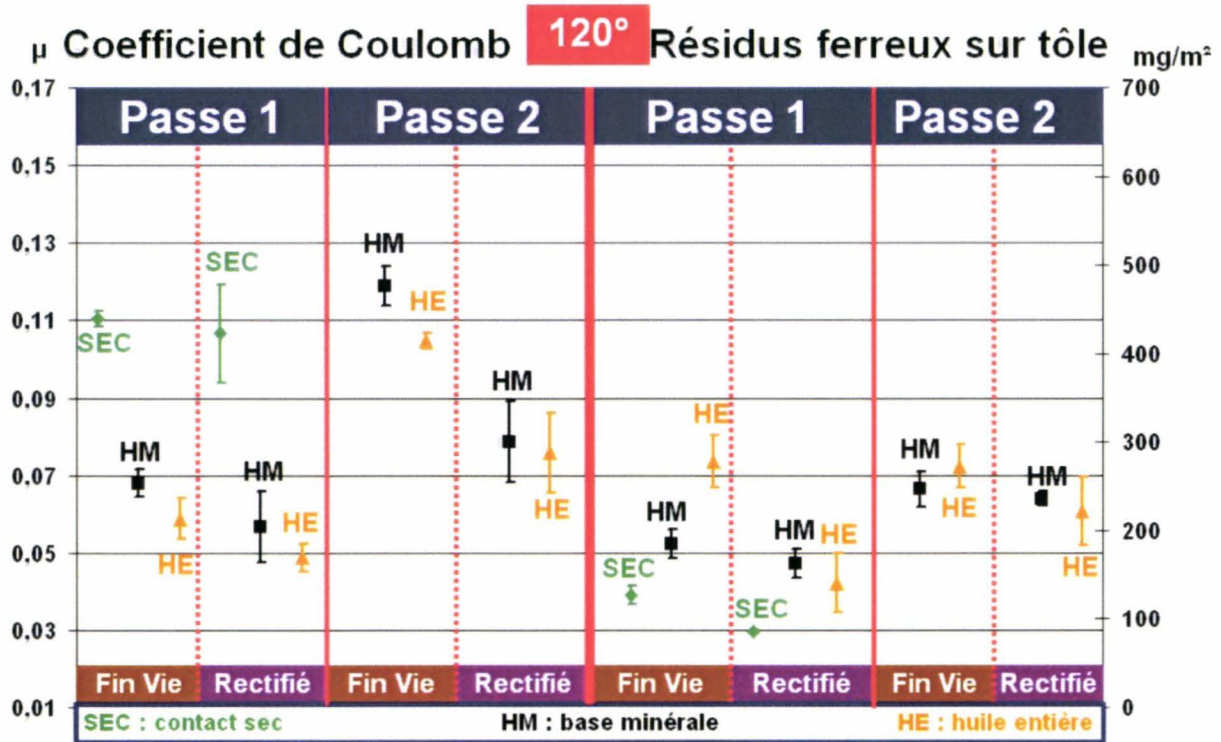 µ Coefficient de Coulomb 120° Résidus ferreux sur tôle mg/m²
0,17 Passe 1 Passe 2 Passe 1 Passe 2 700
0,15 600
0,13 HM 500
SEC HE
0,11 400
SEC
0,09 HM HE 300
HM HM HM HM
0,07 HE HE HE
HE HM HM HE HE
0,05 SEC 200
SEC
0,03 100
Fin Vie Rectifié Fin Vie Rectifié Fin Vie Rectifié Fin Vie Rectifié
0,01 0
SEC : contact sec HM : base minérale HE : huile entière